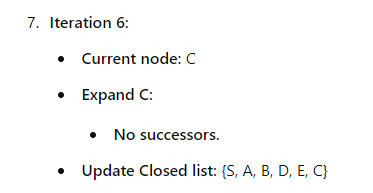 7. Iteration 6:
• Current node: C
• Expand C:
• No successors.
• Update Closed list: {S, A, B, D, E, C}